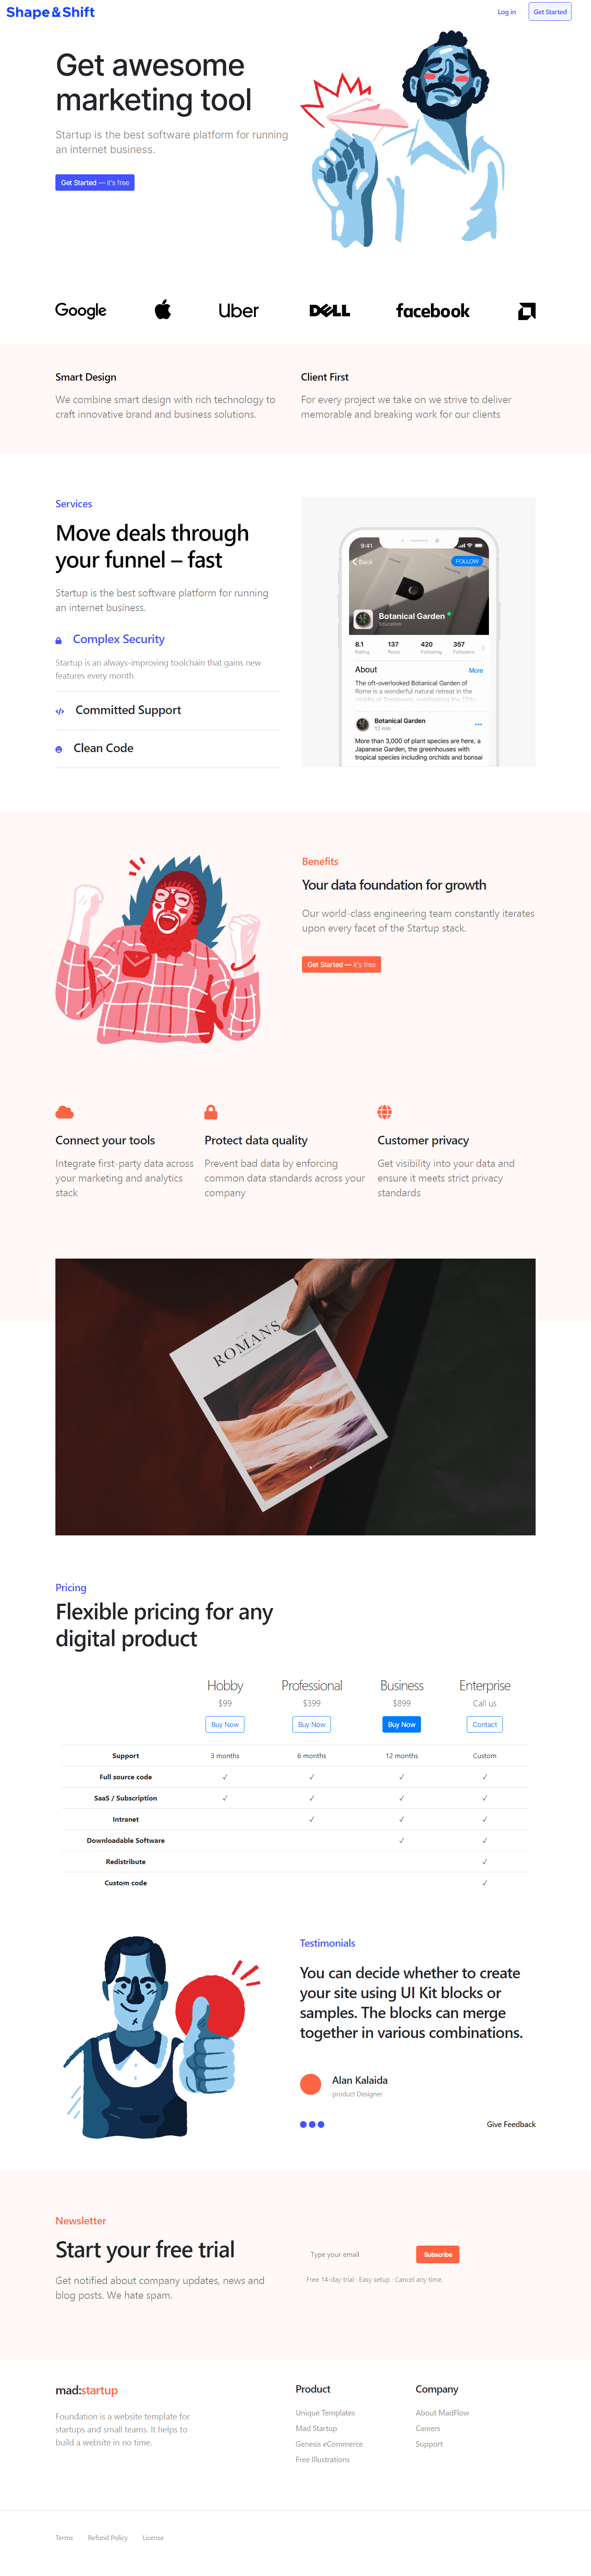 Shape & Shift
Log in
Get Started
Get awesome
marketing tool
Startup is the best software platform for running
an internet business.
Get Started — it's free
Google
Uber
DELL
facebook
Smart Design
We combine smart design with rich technology to
craft innovative brand and business solutions.
Client First
For every project we take on we strive to deliver
memorable and breaking work for our clients
Services
Move deals through
your funnel – fast
Startup is the best software platform for running
an internet business.
Complex Security
Startup is an always-improving toolchain that gains new
features every month
Committed Support
Clean Code
9:41
Back
FOLLOW
Botanical Garden
Education
8.1 137 420 357
Rating Posts Following Followers
About More
The oft-overlooked Botanical Garden of
Rome is a wonderful natural retreat in the
middle of Trastevere, overlooking the 12th-
Botanical Garden
12 min
More than 3,000 of plant species are here, a
Japanese Garden, the greenhouses with
tropical species including orchids and bonsai
Benefits
Your data foundation for growth
Our world-class engineering team constantly iterates
upon every facet of the Startup stack.
Get Started — it's free
Connect your tools
Integrate first-party data across
your marketing and analytics
stack
Protect data quality
Prevent bad data by enforcing
common data standards across your
company
Customer privacy
Get visibility into your data and
ensure it meets strict privacy
standards
ROMANS
Pricing
Flexible pricing for any
digital product
Hobby Professional Business Enterprise
$99 $399 $899 Call us
Buy Now Buy Now Buy Now Contact
Support 3 months 6 months 12 months Custom
Full source code ✓ ✓ ✓ ✓
SaaS / Subscription ✓ ✓ ✓ ✓
Intranet ✓ ✓ ✓
Downloadable Software ✓ ✓
Redistribute ✓
Custom code ✓
Testimonials
You can decide whether to create
your site using UI Kit blocks or
samples. The blocks can merge
together in various combinations.
Alan Kalaida
product Designer
Give Feedback
Newsletter
Start your free trial
Get notified about company updates, news and
blog posts. We hate spam.
Type your email
Subscribe
Free 14-day trial · Easy setup · Cancel any time.
mad:startup
Foundation is a website template for
startups and small teams. It helps to
build a website in no time.
Product
Unique Templates
Mad Startup
Genesis eCommerce
Free Illustrations
Company
About MadFlow
Careers
Support
Terms Refund Policy License